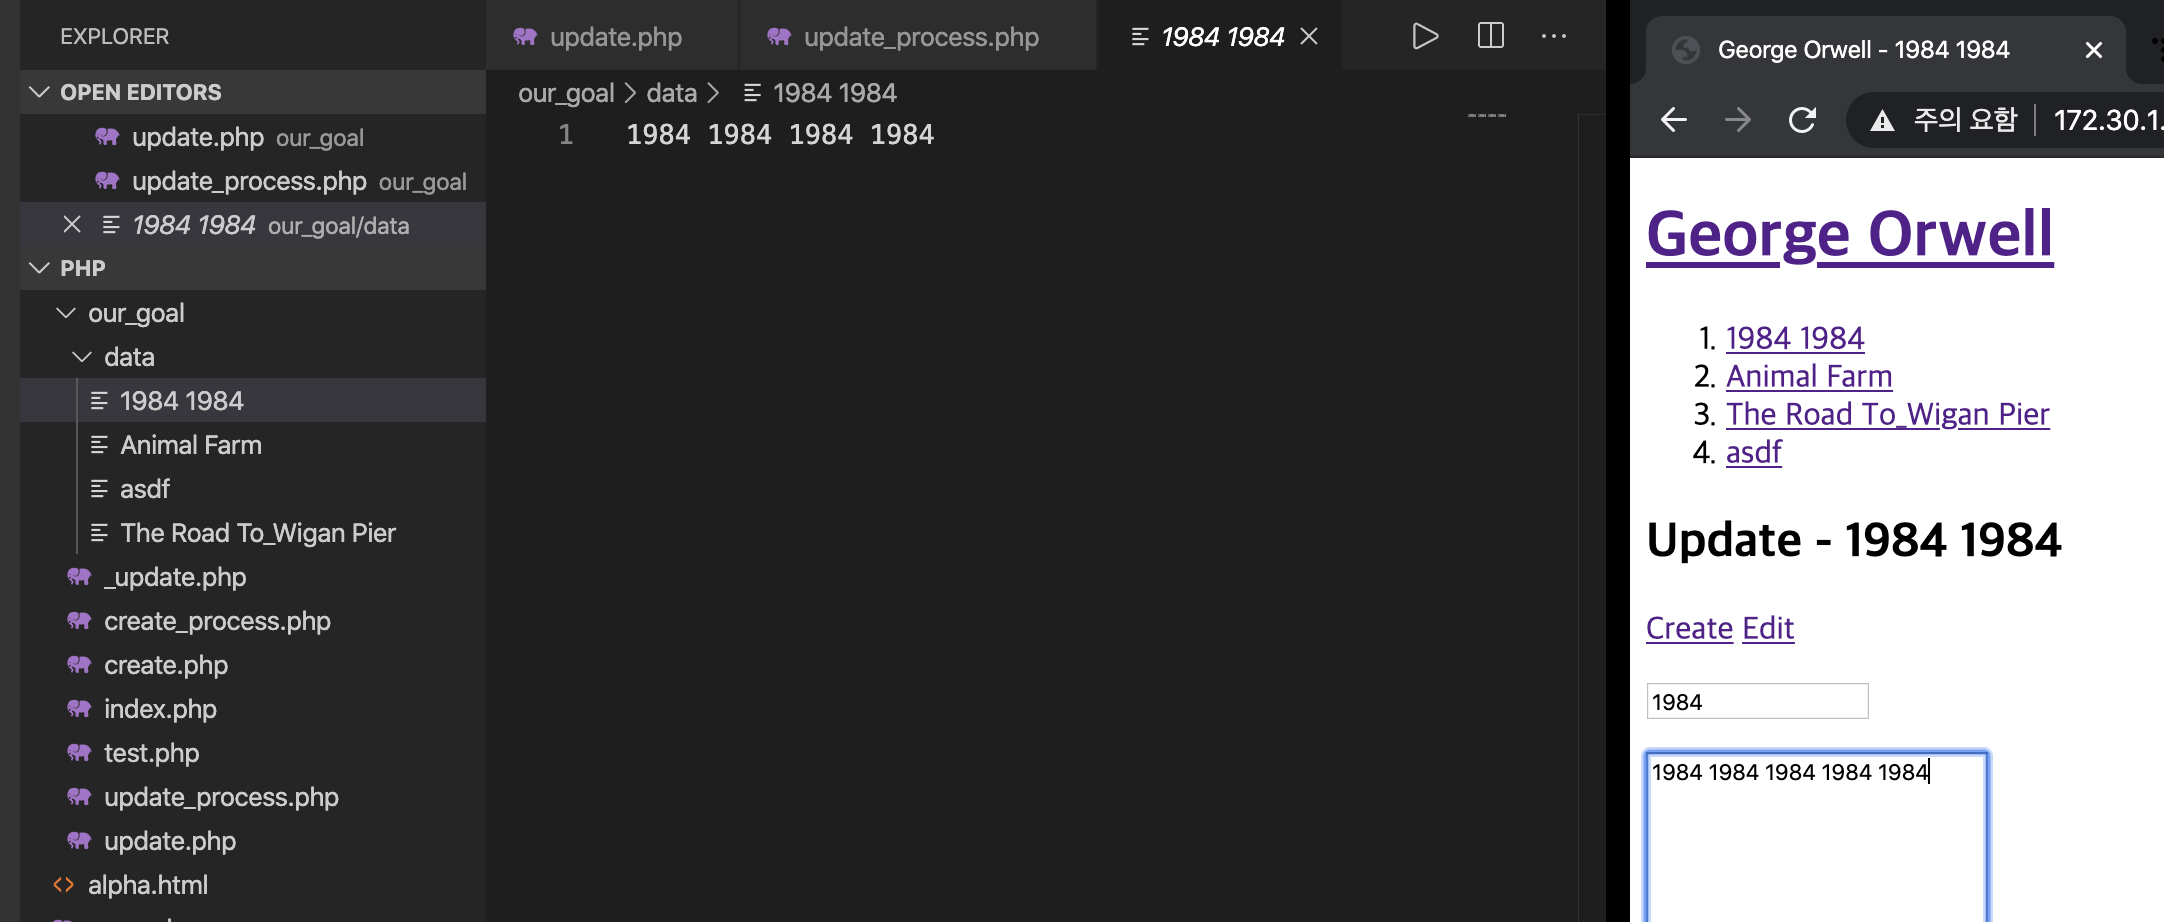 EXPLORER
OPEN EDITORS
update.php our_goal
update_process.php our_goal
1984 1984 our_goal/data
PHP
our_goal
data
1984 1984
Animal Farm
asdf
The Road To_Wigan Pier
_update.php
create_process.php
create.php
index.php
test.php
update_process.php
update.php
alpha.html
update.php
update_process.php
1984 1984
our_goal > data > 1984 1984
1 1984 1984 1984 1984
George Orwell - 1984 1984
주의 요함 172.30.1.
George Orwell
1. 1984 1984
2. Animal Farm
3. The Road To_Wigan Pier
4. asdf
Update - 1984 1984
Create Edit
1984
1984 1984 1984 1984 1984